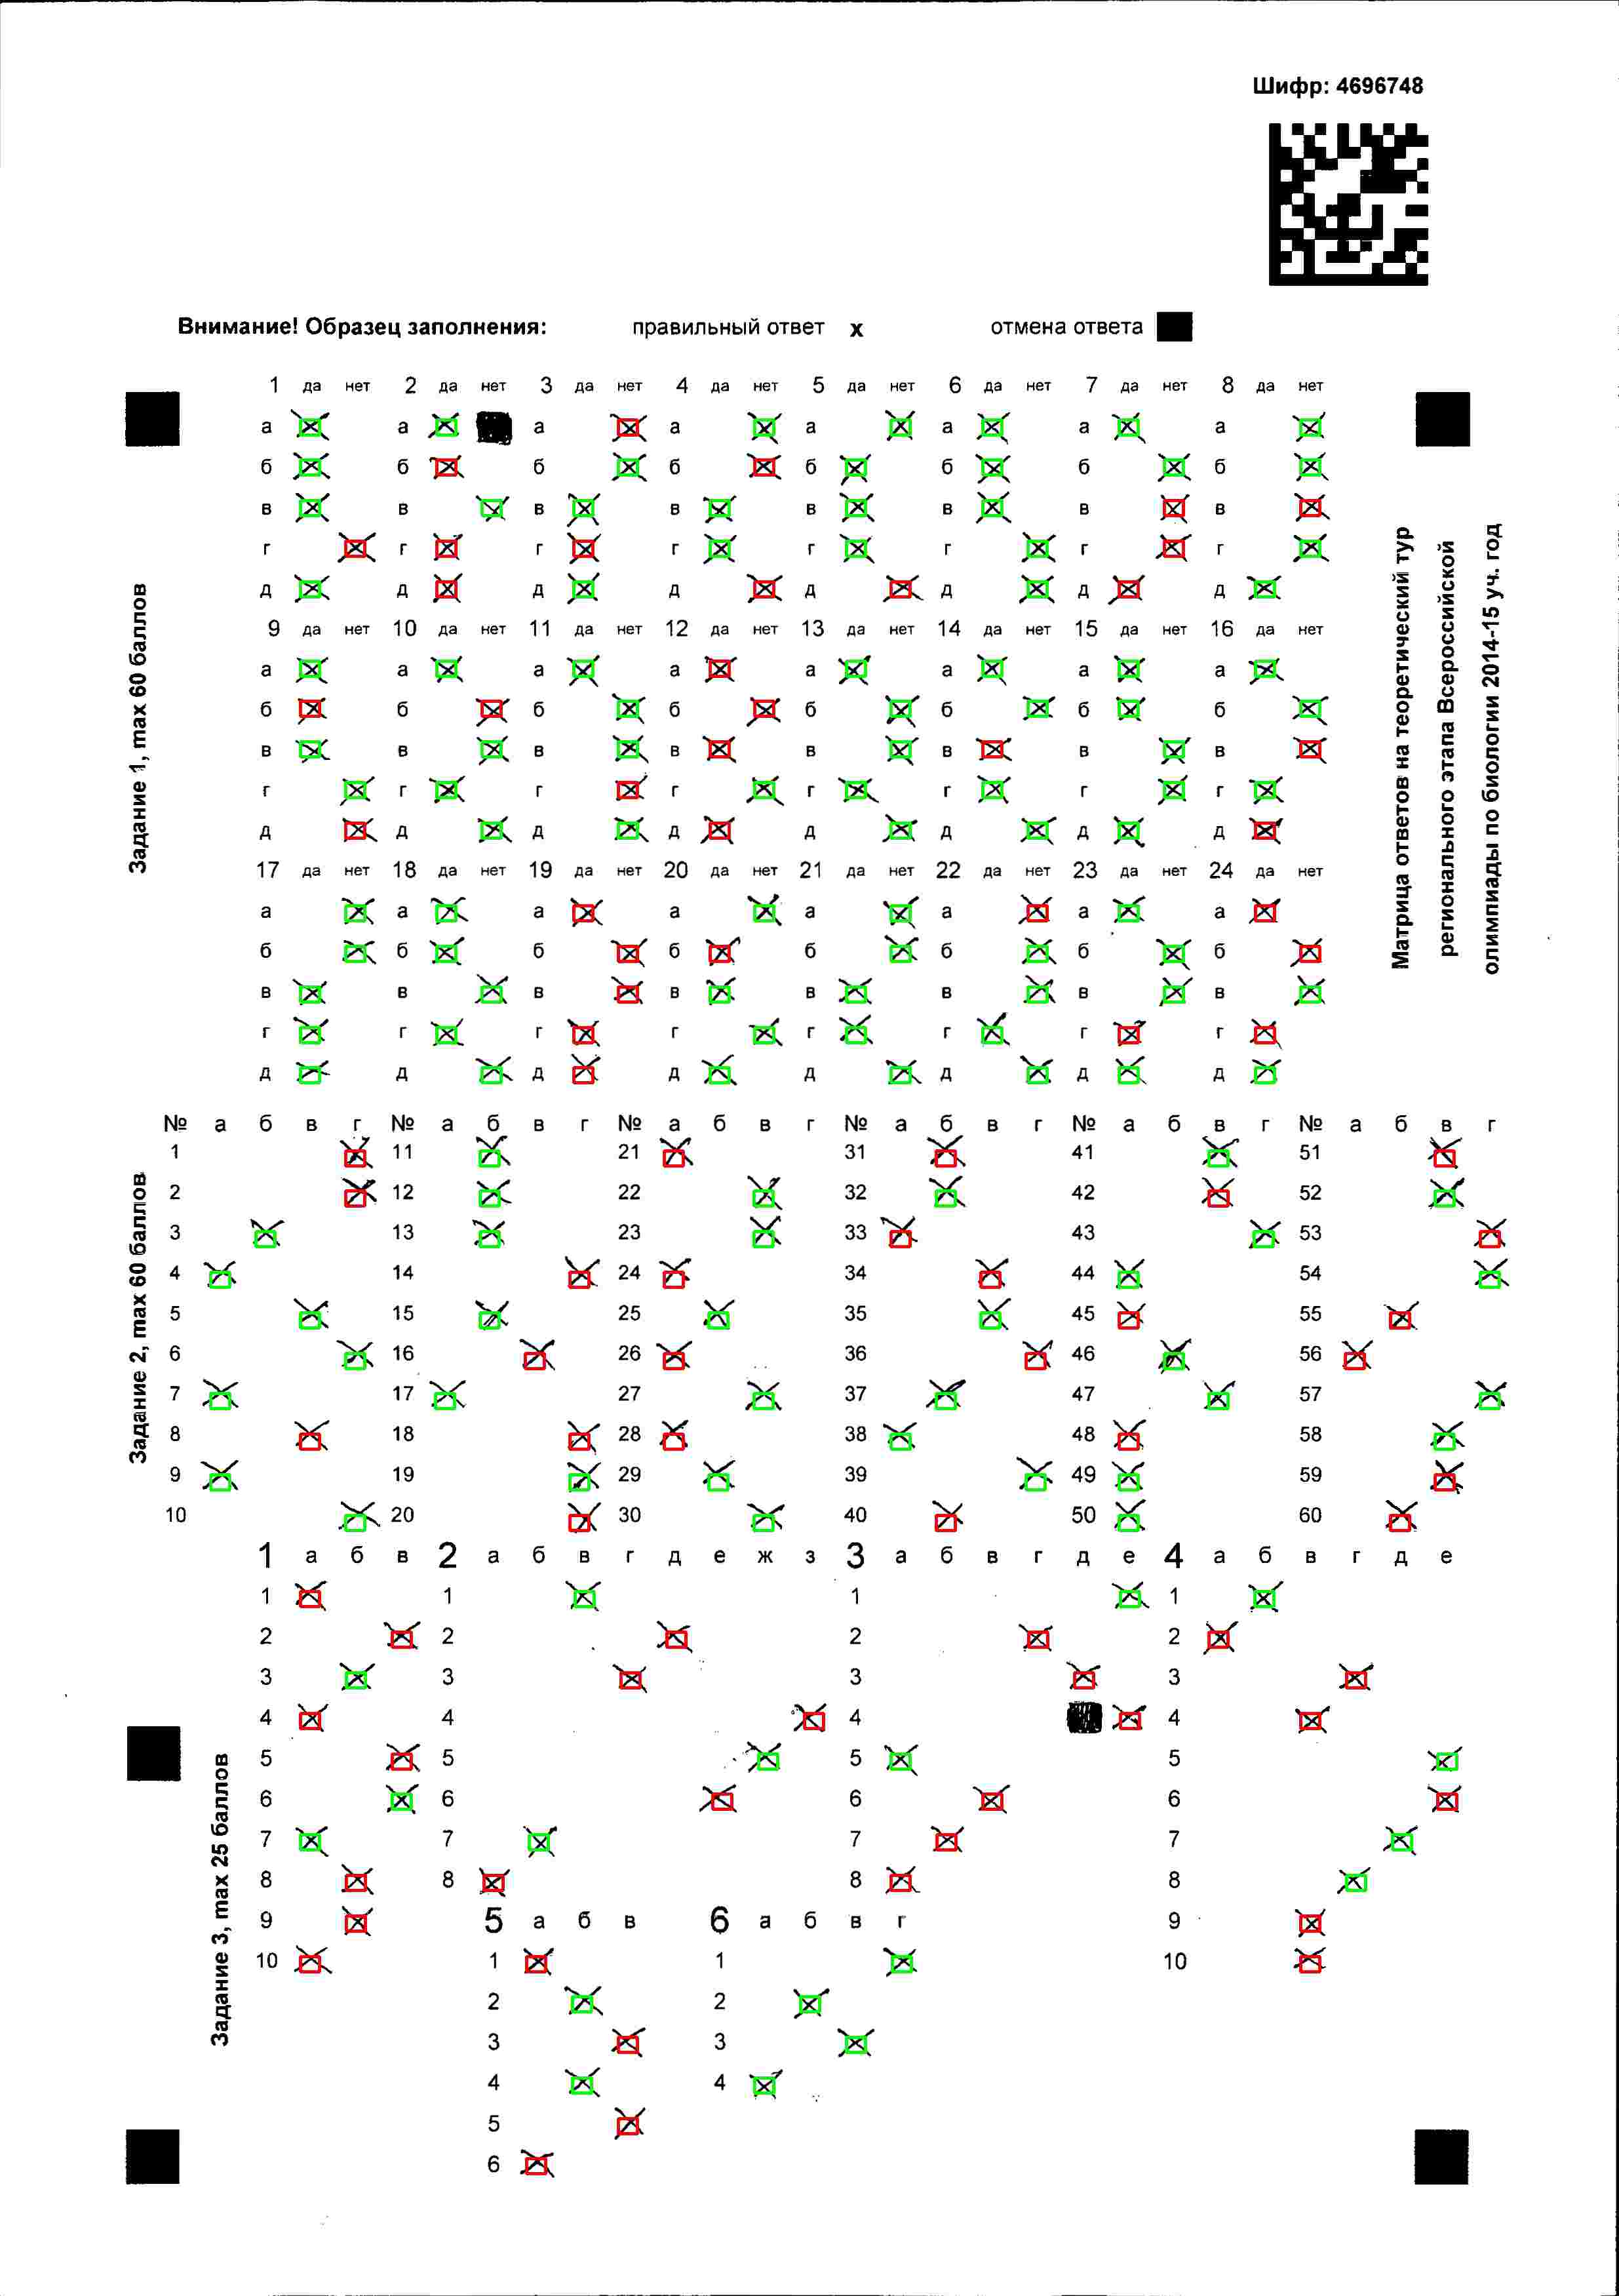 Шифр: 4696748
Внимание! Образец заполнения: правильный ответ x отмена ответа
Матрица ответов на теоретический тур
регионального этапа Всероссийской
олимпиады по биологии 2014-15 уч. год
Задание 1, max 60 баллов
1 да нет 2 да нет 3 да нет 4 да нет 5 да нет 6 да нет 7 да нет 8 да нет
а а а а а а а а
б б б б б б б б
в в в в в в в в
г г г г г г г г
д д д д д д д д
9 да нет 10 да нет 11 да нет 12 да нет 13 да нет 14 да нет 15 да нет 16 да нет
а а а а а а а а
б б б б б б б б
в в в в в в в в
г г г г г г г г
д д д д д д д д
17 да нет 18 да нет 19 да нет 20 да нет 21 да нет 22 да нет 23 да нет 24 да нет
а а а а а а а а
б б б б б б б б
в в в в в в в в
г г г г г г г г
д д д д д д д д
Задание 2, max 60 баллов
№ а б в г № а б в г № а б в г № а б в г № а б в г № а б в г
1 11 21 31 41 51
2 12 22 32 42 52
3 13 23 33 43 53
4 14 24 34 44 54
5 15 25 35 45 55
6 16 26 36 46 56
7 17 27 37 47 57
8 18 28 38 48 58
9 19 29 39 49 59
10 20 30 40 50 60
Задание 3, max 25 баллов
1 а б в 2 а б в г д е ж з 3 а б в г д е 4 а б в г д е
1 1 1 1
2 2 2 2
3 3 3 3
4 4 4 4
5 5 5 5
6 6 6 6
7 7 7 7
8 8 8 8
9 5 а б в 6 а б в г 9
10 1 1 10
2 2
3 3
4 4
5
6